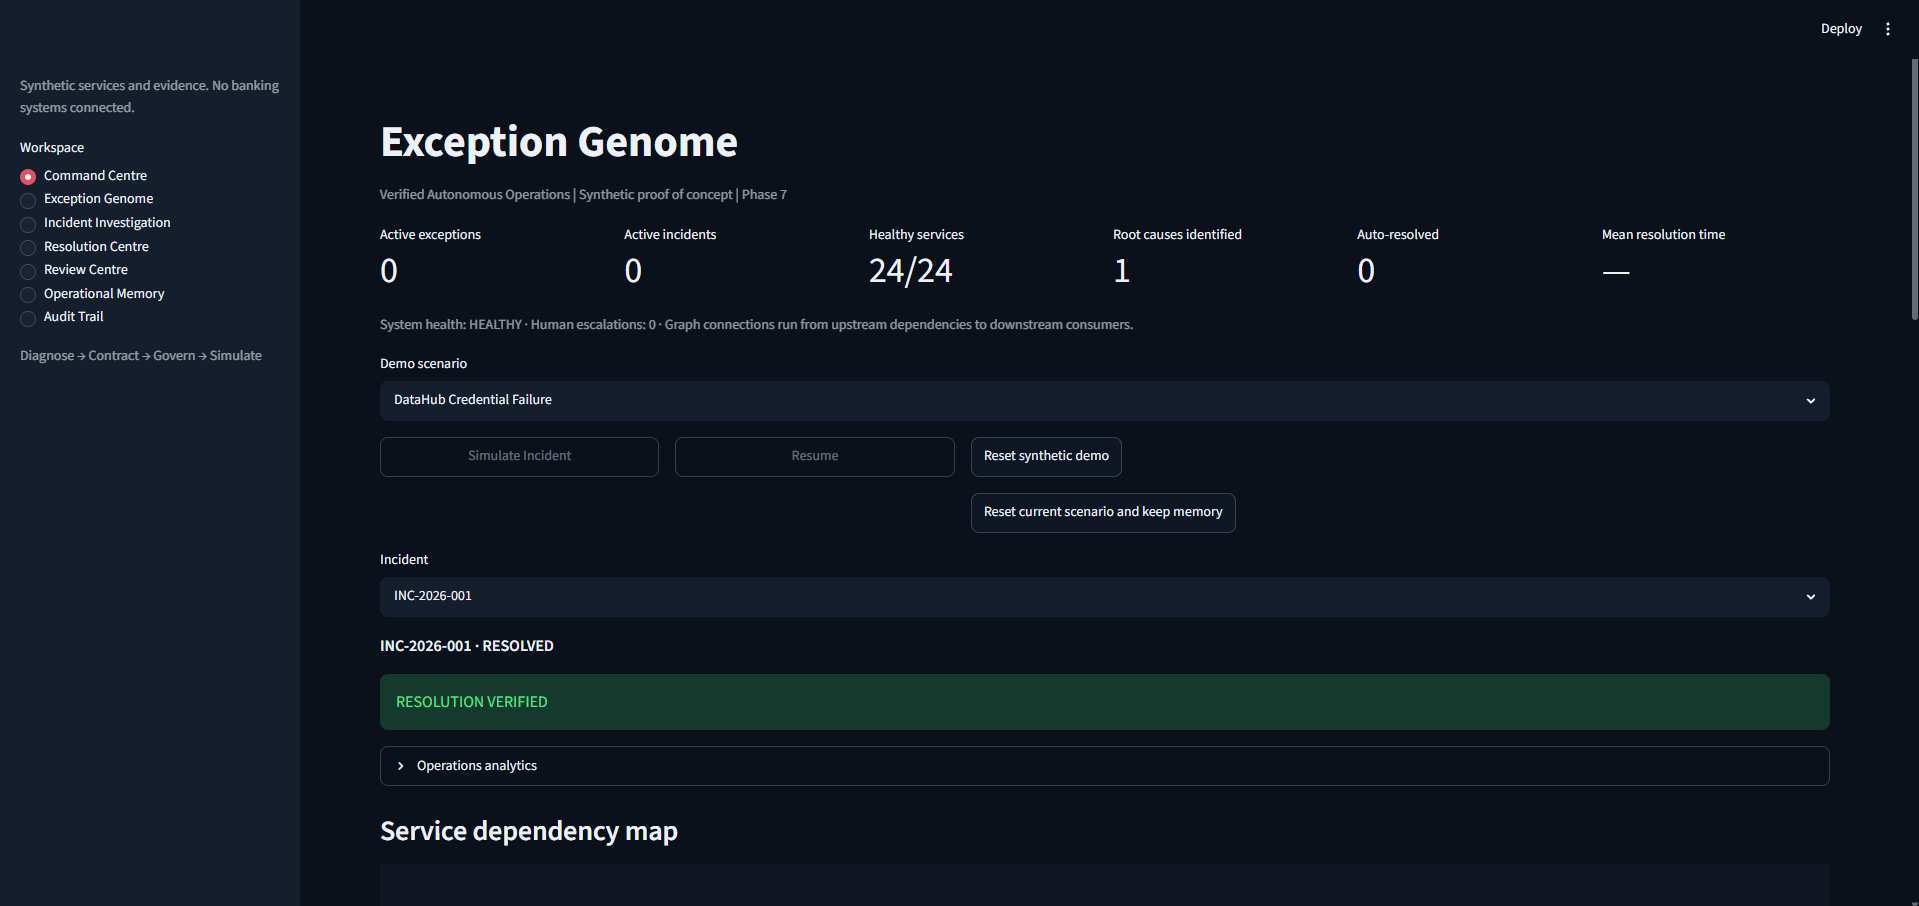 Deploy
Synthetic services and evidence. No banking
systems connected.
Workspace
Command Centre
Exception Genome
Incident Investigation
Resolution Centre
Review Centre
Operational Memory
Audit Trail
Diagnose → Contract → Govern → Simulate
Exception Genome
Verified Autonomous Operations | Synthetic proof of concept | Phase 7
Active exceptions
0
Active incidents
0
Healthy services
24/24
Root causes identified
1
Auto-resolved
0
Mean resolution time
—
System health: HEALTHY · Human escalations: 0 · Graph connections run from upstream dependencies to downstream consumers.
Demo scenario
DataHub Credential Failure
Simulate Incident
Resume
Reset synthetic demo
Reset current scenario and keep memory
Incident
INC-2026-001
INC-2026-001 · RESOLVED
RESOLUTION VERIFIED
Operations analytics
Service dependency map